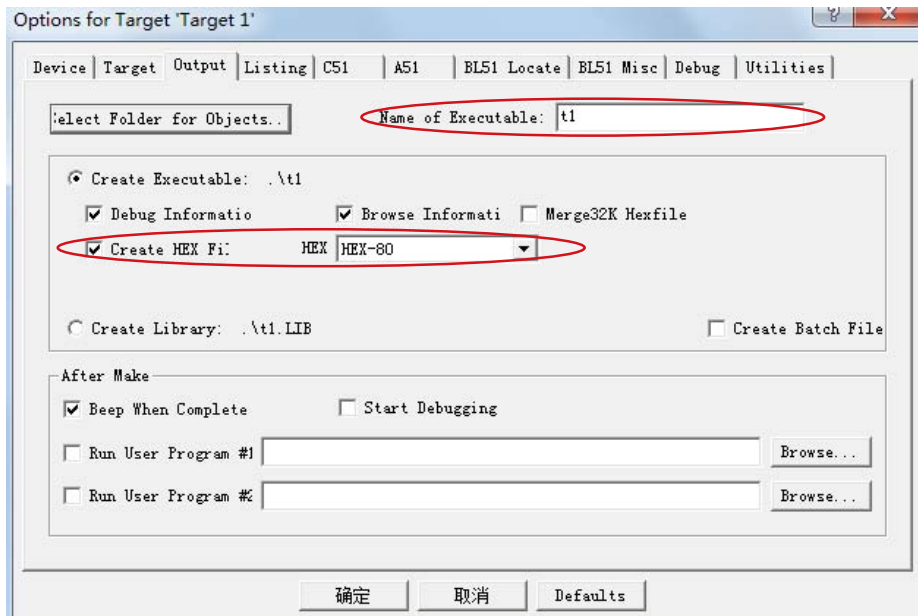 Options for Target 'Target 1'
Device Target Output Listing C51 A51 BL51 Locate BL51 Misc Debug Utilities
elect Folder for Objects.. Name of Executable: t1
Create Executable: .\t1
Debug Informatio Browse Informati Merge32K Hexfile
Create HEX Fi HEX HEX-80
Create Library: .\t1.LIB Create Batch File
After Make
Beep When Complete Start Debugging
Run User Program #1 Browse...
Run User Program #2 Browse...
确定 取消 Defaults